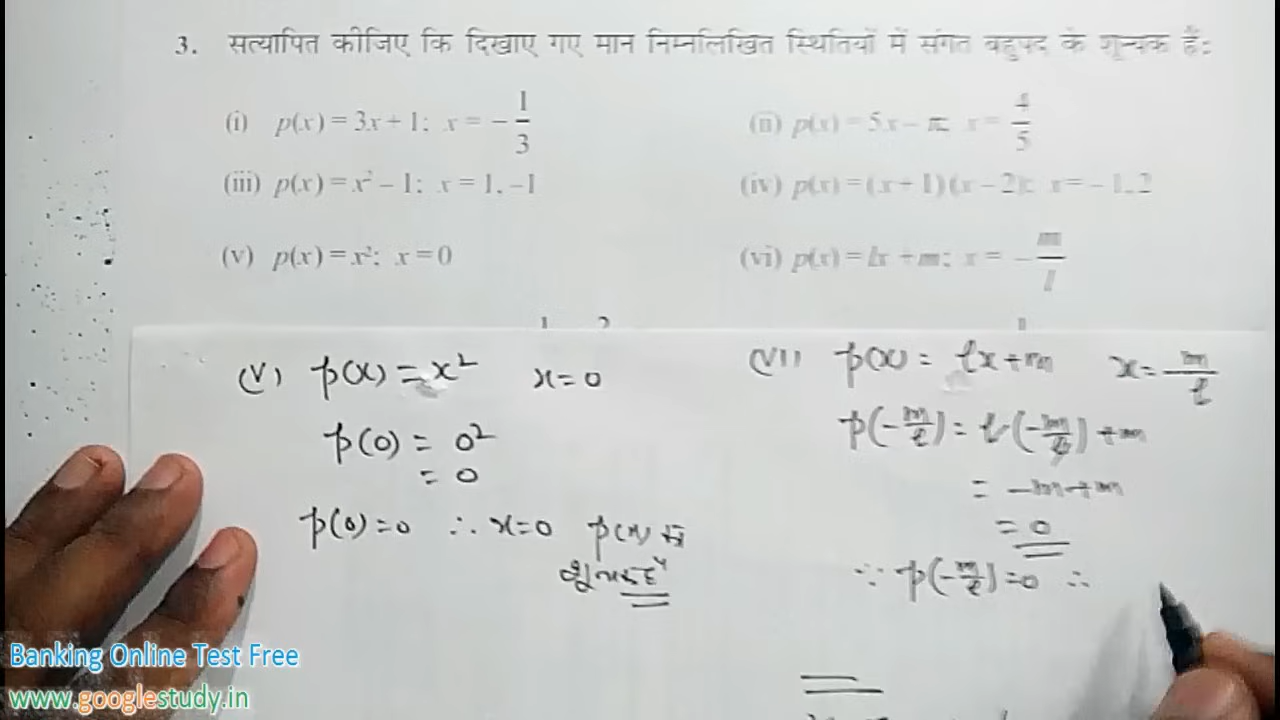 3. सत्यापित कीजिए कि दिखाए गए मान निम्नलिखित स्थितियों में संगत बहुपद के शून्यक हैं:
(i) p(x) = 3x + 1; x = -1/3
(ii) p(x) = 5x – π; x = 4/5
(iii) p(x) = x² – 1; x = 1, –1
(iv) p(x) = (x + 1) (x – 2); x = – 1, 2
(v) p(x) = x²; x = 0
(vi) p(x) = lx + m; x = -m/l
(V) p(x) = x² x=0
p(0) = 0²
= 0
p(0)=0 ∴ x=0 p(x) का
शून्यक है
(VI) p(x) = lx+m x=-m/l
p(-m/l) = l(-m/l)+m
= -m+m
= 0
∵ p(-m/l)=0 ∴
Banking Online Test Free
www.googlestudy.in